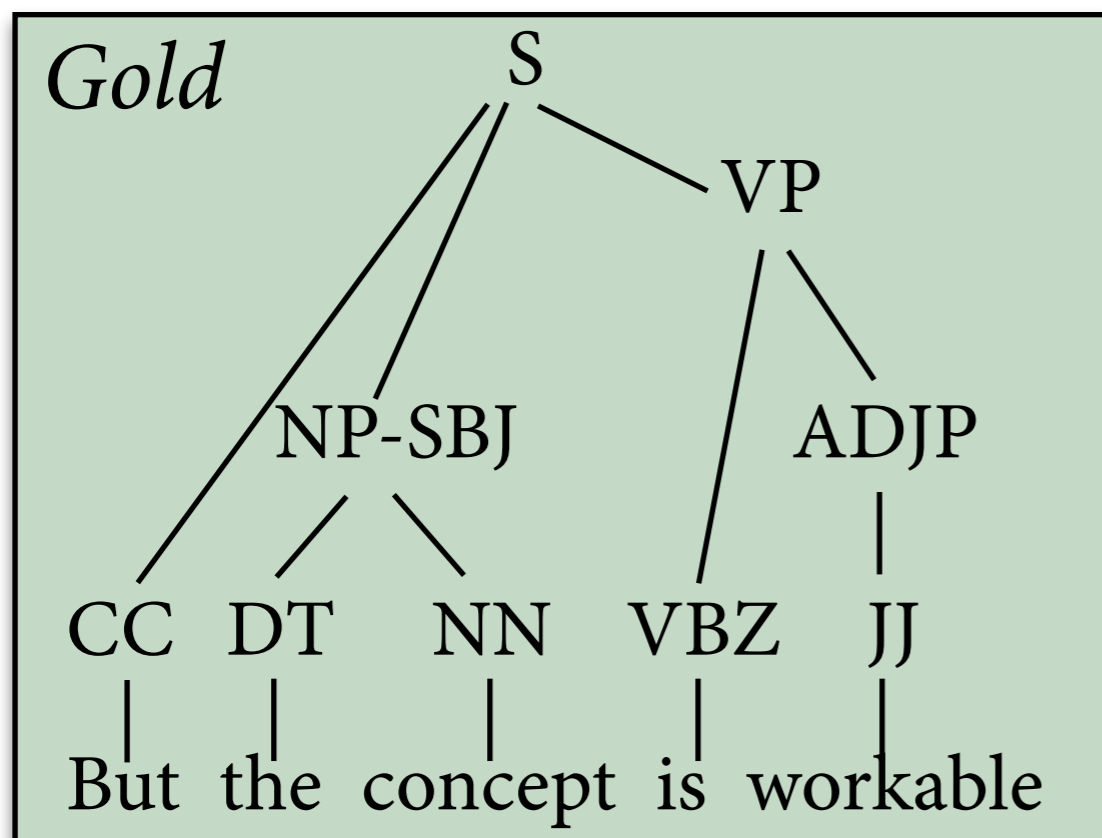 Gold
S
VP
NP-SBJ ADJP
CC DT NN VBZ JJ
But the concept is workable